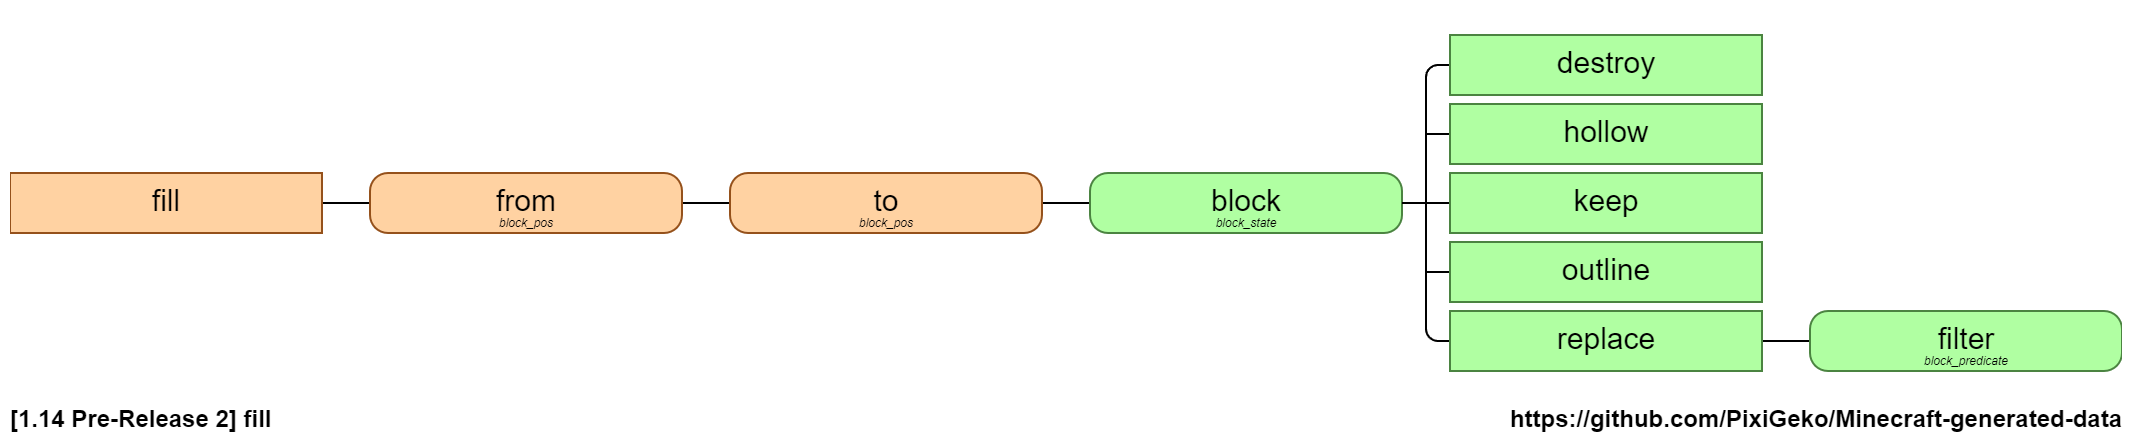 destroy
hollow
fill
from
block_pos
to
block_pos
block
block_state
keep
outline
replace
filter
block_predicate
[1.14 Pre-Release 2] fill
https://github.com/PixiGeko/Minecraft-generated-data